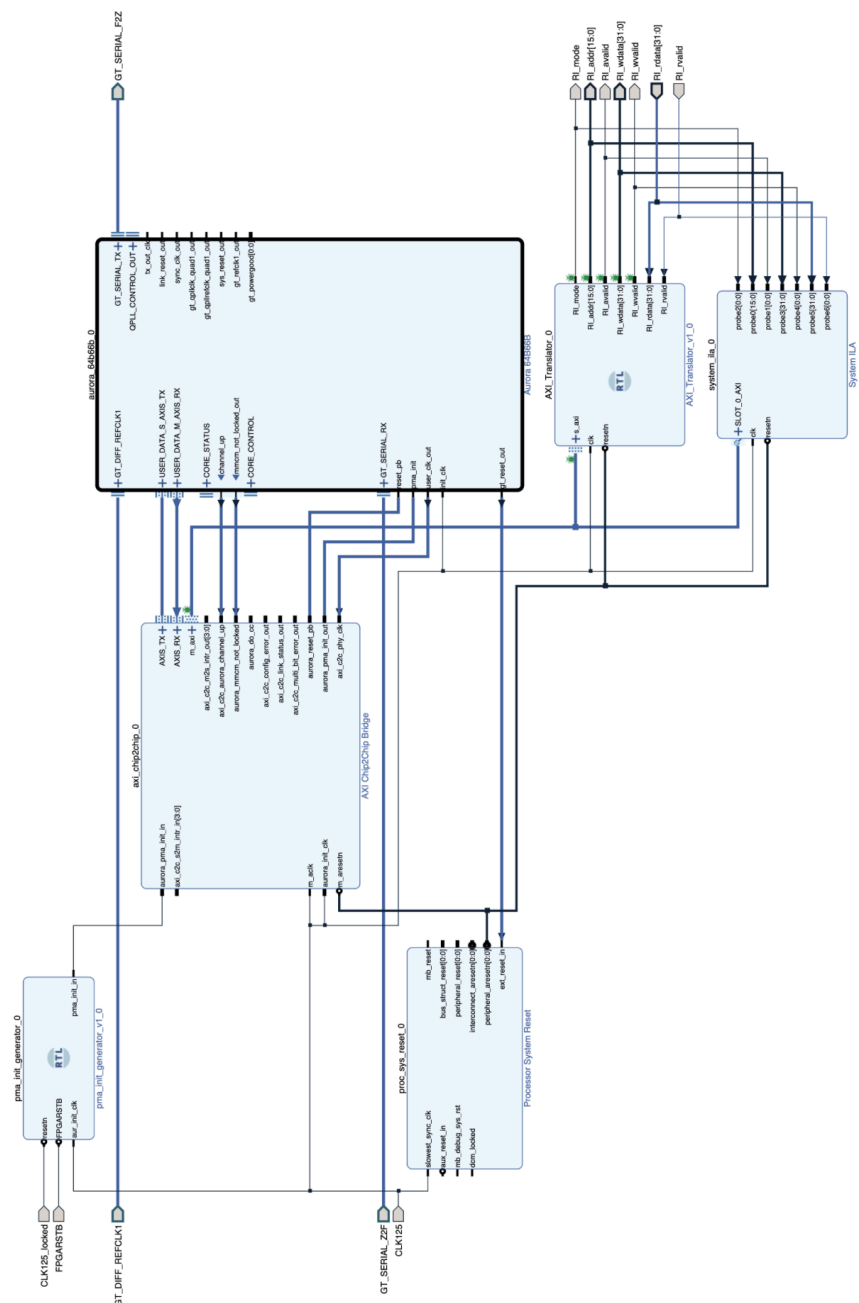 CLK125_locked
FPGARSTB
GT_DIFF_REFCLK1
GT_SERIAL_Z2F
CLK125
pma_init_generator_0
resetn
FPGARSTB
aur_init_clk
RTL
pma_init_in
pma_init_generator_v1_0
proc_sys_reset_0
slowest_sync_clk
aux_reset_in
mb_debug_sys_rst
dcm_locked
mb_reset
bus_struct_reset[0:0]
peripheral_reset[0:0]
interconnect_aresetn[0:0]
peripheral_aresetn[0:0]
ext_reset_in
Processor System Reset
axi_chip2chip_0
aurora_pma_init_in
axi_c2c_s2m_intr_in[3:0]
m_aclk
aurora_init_clk
m_aresetn
AXIS_TX
AXIS_RX
m_axi
axi_c2c_m2s_intr_out[3:0]
axi_c2c_aurora_channel_up
aurora_mmcm_not_locked
aurora_do_cc
axi_c2c_config_error_out
axi_c2c_link_status_out
axi_c2c_multi_bit_error_out
aurora_reset_pb
aurora_pma_init_out
axi_c2c_phy_clk
AXI Chip2Chip Bridge
aurora_64b66b_0
GT_DIFF_REFCLK1
USER_DATA_S_AXIS_TX
USER_DATA_M_AXIS_RX
CORE_STATUS
channel_up
mmcm_not_locked_out
CORE_CONTROL
GT_SERIAL_RX
reset_pb
pma_init
user_clk_out
init_clk
gt_reset_out
GT_SERIAL_TX
QPLL_CONTROL_OUT
tx_out_clk
link_reset_out
sync_clk_out
gt_qpllclk_quad1_out
gt_qpllrefclk_quad1_out
sys_reset_out
gt_refclk1_out
gt_powergood[0:0]
Aurora 64B66B
AXI_Translator_0
s_axi
clk
resetn
RTL
RI_mode
RI_addr[15:0]
RI_avalid
RI_wdata[31:0]
RI_wvalid
RI_rdata[31:0]
RI_rvalid
AXI_Translator_v1_0
system_ila_0
SLOT_0_AXI
clk
resetn
probe2[0:0]
probe0[15:0]
probe1[0:0]
probe3[31:0]
probe4[0:0]
probe5[31:0]
probe6[0:0]
System ILA
GT_SERIAL_F2Z
RI_mode
RI_addr[15:0]
RI_avalid
RI_wdata[31:0]
RI_wvalid
RI_rdata[31:0]
RI_rvalid